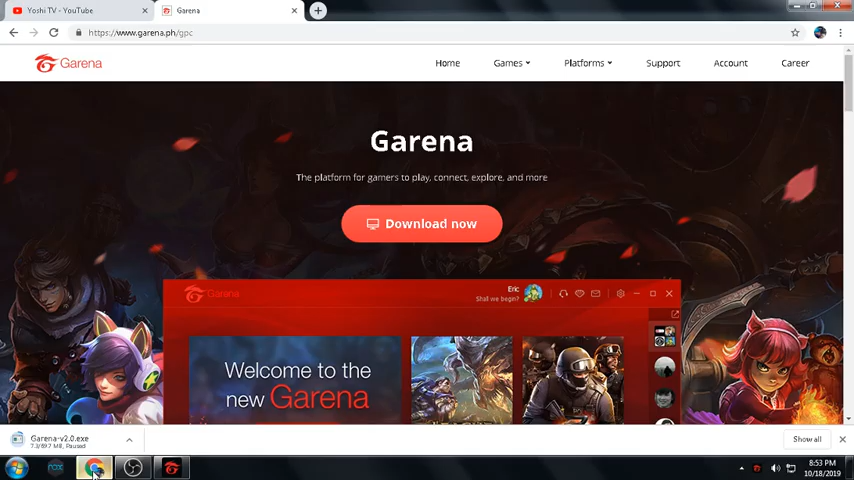 Yoshi TV - YouTube
Garena
https://www.garena.ph/gpc
Garena
Home
Games
Platforms
Support
Account
Career
Garena
The platform for gamers to play, connect, explore, and more
Download now
Garena
Eric
Shall we begin?
Welcome to the
new Garena
Garena-v2.0.exe
Show all
nox
8:53 PM
10/18/2019